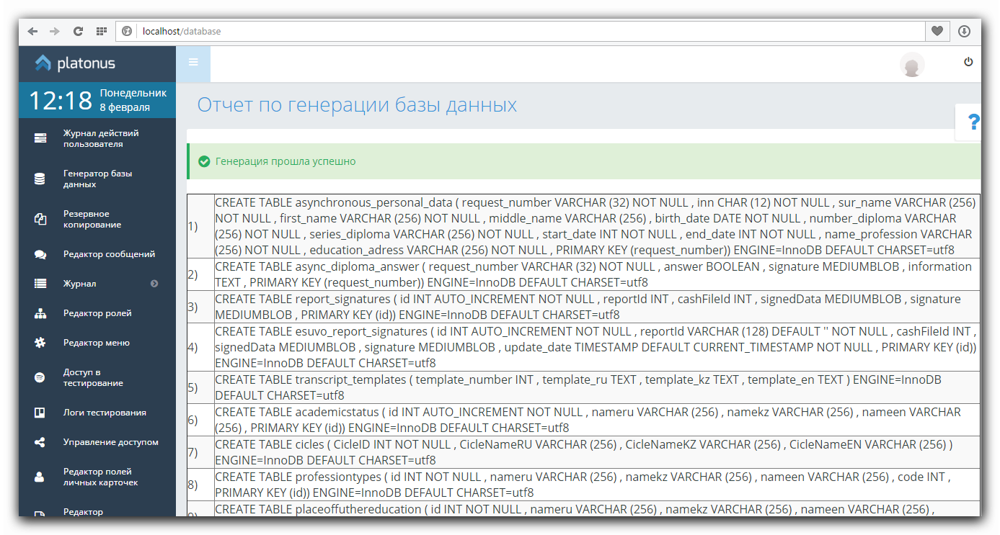 localhost/database
platonus
12:18
Понедельник
8 февраля
Журнал действий
пользователя
Генератор базы
данных
Резервное
копирование
Редактор сообщений
Журнал
Редактор ролей
Редактор меню
Доступ в
тестирование
Логи тестирования
Управление доступом
Редактор полей
личных карточек
Редактор
Отчет по генерации базы данных
?
Генерация прошла успешно
1)
CREATE TABLE asynchronous_personal_data ( request_number VARCHAR (32) NOT NULL , inn CHAR (12) NOT NULL , sur_name VARCHAR (256)
NOT NULL , first_name VARCHAR (256) NOT NULL , middle_name VARCHAR (256) , birth_date DATE NOT NULL , number_diploma VARCHAR
(256) NOT NULL , series_diploma VARCHAR (256) NOT NULL , start_date INT NOT NULL , end_date INT NOT NULL , name_profession VARCHAR
(256) NOT NULL , education_adress VARCHAR (256) NOT NULL , PRIMARY KEY (request_number)) ENGINE=InnoDB DEFAULT CHARSET=utf8
2)
CREATE TABLE async_diploma_answer ( request_number VARCHAR (32) NOT NULL , answer BOOLEAN , signature MEDIUMBLOB , information
TEXT , PRIMARY KEY (request_number)) ENGINE=InnoDB DEFAULT CHARSET=utf8
3)
CREATE TABLE report_signatures ( id INT AUTO_INCREMENT NOT NULL , reportId INT , cashFileId INT , signedData MEDIUMBLOB , signature
MEDIUMBLOB , PRIMARY KEY (id)) ENGINE=InnoDB DEFAULT CHARSET=utf8
4)
CREATE TABLE esuvo_report_signatures ( id INT AUTO_INCREMENT NOT NULL , reportId VARCHAR (128) DEFAULT '' NOT NULL , cashFileId INT ,
signedData MEDIUMBLOB , signature MEDIUMBLOB , update_date TIMESTAMP DEFAULT CURRENT_TIMESTAMP NOT NULL , PRIMARY KEY (id))
ENGINE=InnoDB DEFAULT CHARSET=utf8
5)
CREATE TABLE transcript_templates ( template_number INT , template_ru TEXT , template_kz TEXT , template_en TEXT ) ENGINE=InnoDB
DEFAULT CHARSET=utf8
6)
CREATE TABLE academicstatus ( id INT AUTO_INCREMENT NOT NULL , nameru VARCHAR (256) , namekz VARCHAR (256) , nameen VARCHAR
(256) , PRIMARY KEY (id)) ENGINE=InnoDB DEFAULT CHARSET=utf8
7)
CREATE TABLE cicles ( CicleID INT NOT NULL , CicleNameRU VARCHAR (256) , CicleNameKZ VARCHAR (256) , CicleNameEN VARCHAR (256) )
ENGINE=InnoDB DEFAULT CHARSET=utf8
8)
CREATE TABLE professiontypes ( id INT NOT NULL , nameru VARCHAR (256) , namekz VARCHAR (256) , nameen VARCHAR (256) , code INT ,
PRIMARY KEY (id)) ENGINE=InnoDB DEFAULT CHARSET=utf8
9)
CREATE TABLE placeoffuthereducation ( id INT NOT NULL , nameru VARCHAR (256) , namekz VARCHAR (256) , nameen VARCHAR (256) ,